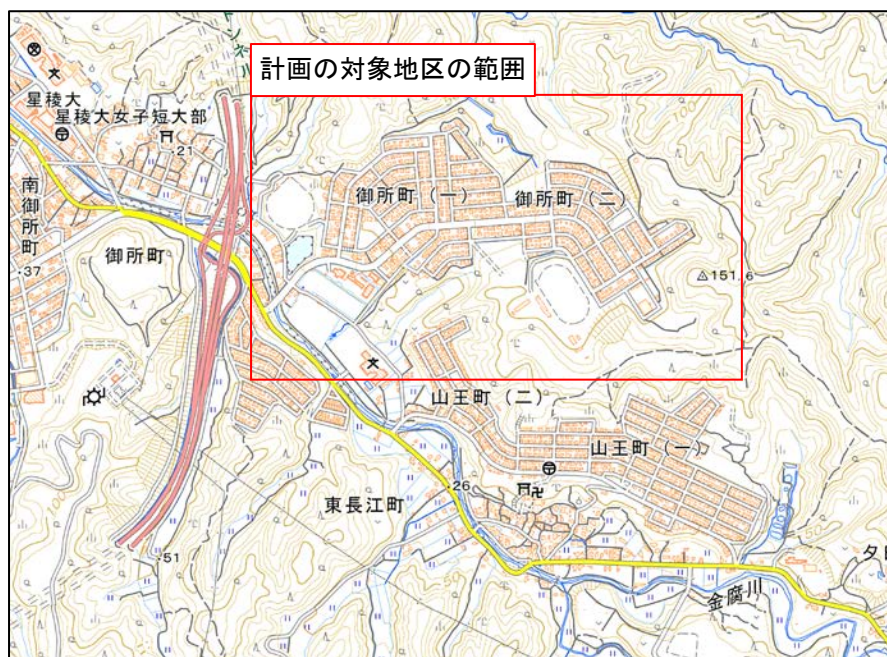 計画の対象地区の範囲
星稜大
星稜大女子短大部
21
南御所町
37
御所町
御所町(一)
御所町(二)
151.6
山王町(二)
山王町(一)
東長江町
26
51
金腐川